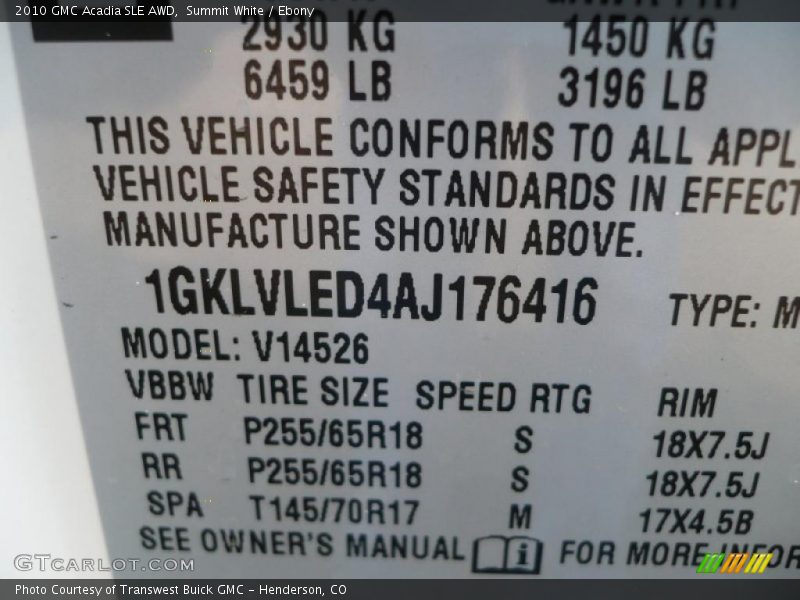 2010 GMC Acadia SLE AWD, Summit White / Ebony
2930 KG 1450 KG
6459 LB 3196 LB
THIS VEHICLE CONFORMS TO ALL APPL
VEHICLE SAFETY STANDARDS IN EFFECT
MANUFACTURE SHOWN ABOVE.
1GKLVLED4AJ176416 TYPE: M
MODEL: V14526
VBBW TIRE SIZE SPEED RTG RIM
FRT P255/65R18 S 18X7.5J
RR P255/65R18 S 18X7.5J
SPA T145/70R17 M 17X4.5B
SEE OWNER'S MANUAL i FOR MORE INFOR
GTCARLOT.COM
Photo Courtesy of Transwest Buick GMC - Henderson, CO